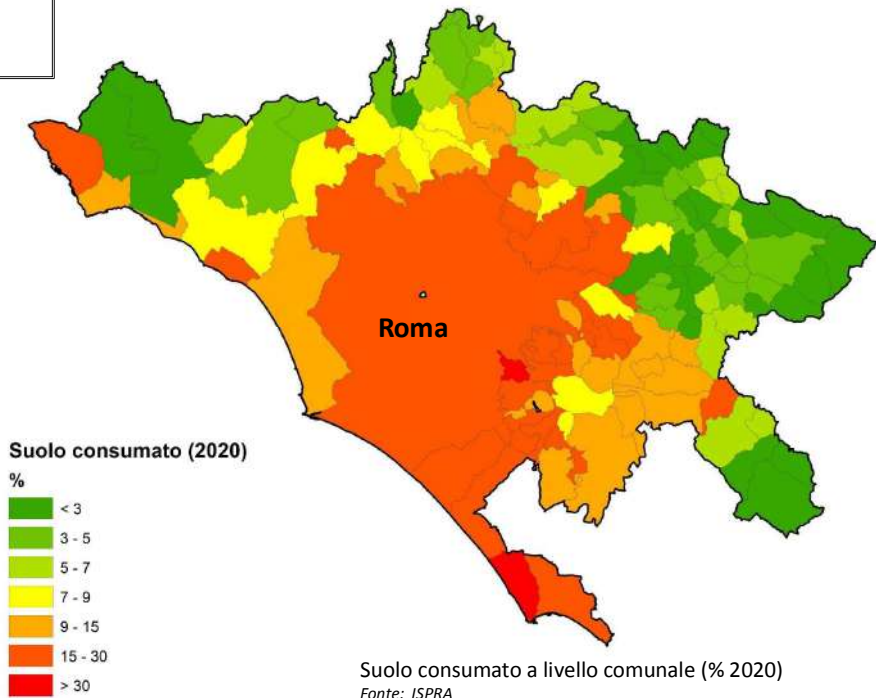 Roma
Suolo consumato (2020)
%
< 3
3 - 5
5 - 7
7 - 9
9 - 15
15 - 30
> 30
Suolo consumato a livello comunale (% 2020)
Fonte: ISPRA